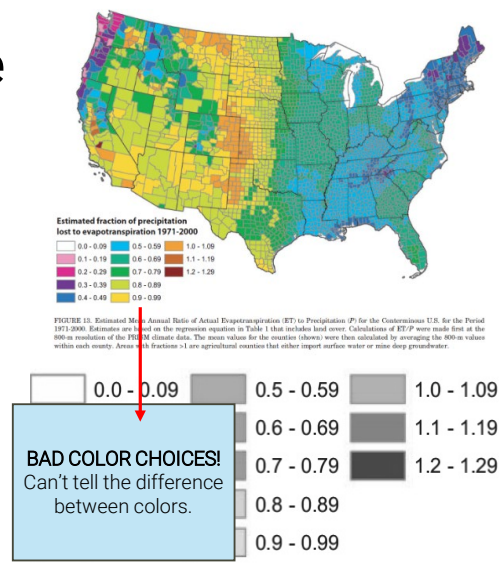 e
Estimated fraction of precipitation
lost to evapotranspiration 1971-2000
0.0 - 0.09 0.5 - 0.59 1.0 - 1.09
0.1 - 0.19 0.6 - 0.69 1.1 - 1.19
0.2 - 0.29 0.7 - 0.79 1.2 - 1.29
0.3 - 0.39 0.8 - 0.89
0.4 - 0.49 0.9 - 0.99
FIGURE 13. Estimated Mean Annual Ratio of Actual Evapotranspiration (ET) to Precipitation (P) for the Conterminous U.S. for the Period
1971-2000. Estimates are based on the regression equation in Table 1 that includes land cover. Calculations of ET/P were made first at the
800-m resolution of the PRISM climate data. The mean values for the counties (shown) were then calculated by averaging the 800-m values
within each county. Areas with fractions >1 are agricultural counties that either import surface water or mine deep groundwater.
0.0 - 0.09 0.5 - 0.59 1.0 - 1.09
0.6 - 0.69 1.1 - 1.19
0.7 - 0.79 1.2 - 1.29
0.8 - 0.89
0.9 - 0.99
BAD COLOR CHOICES!
Can't tell the difference
between colors.